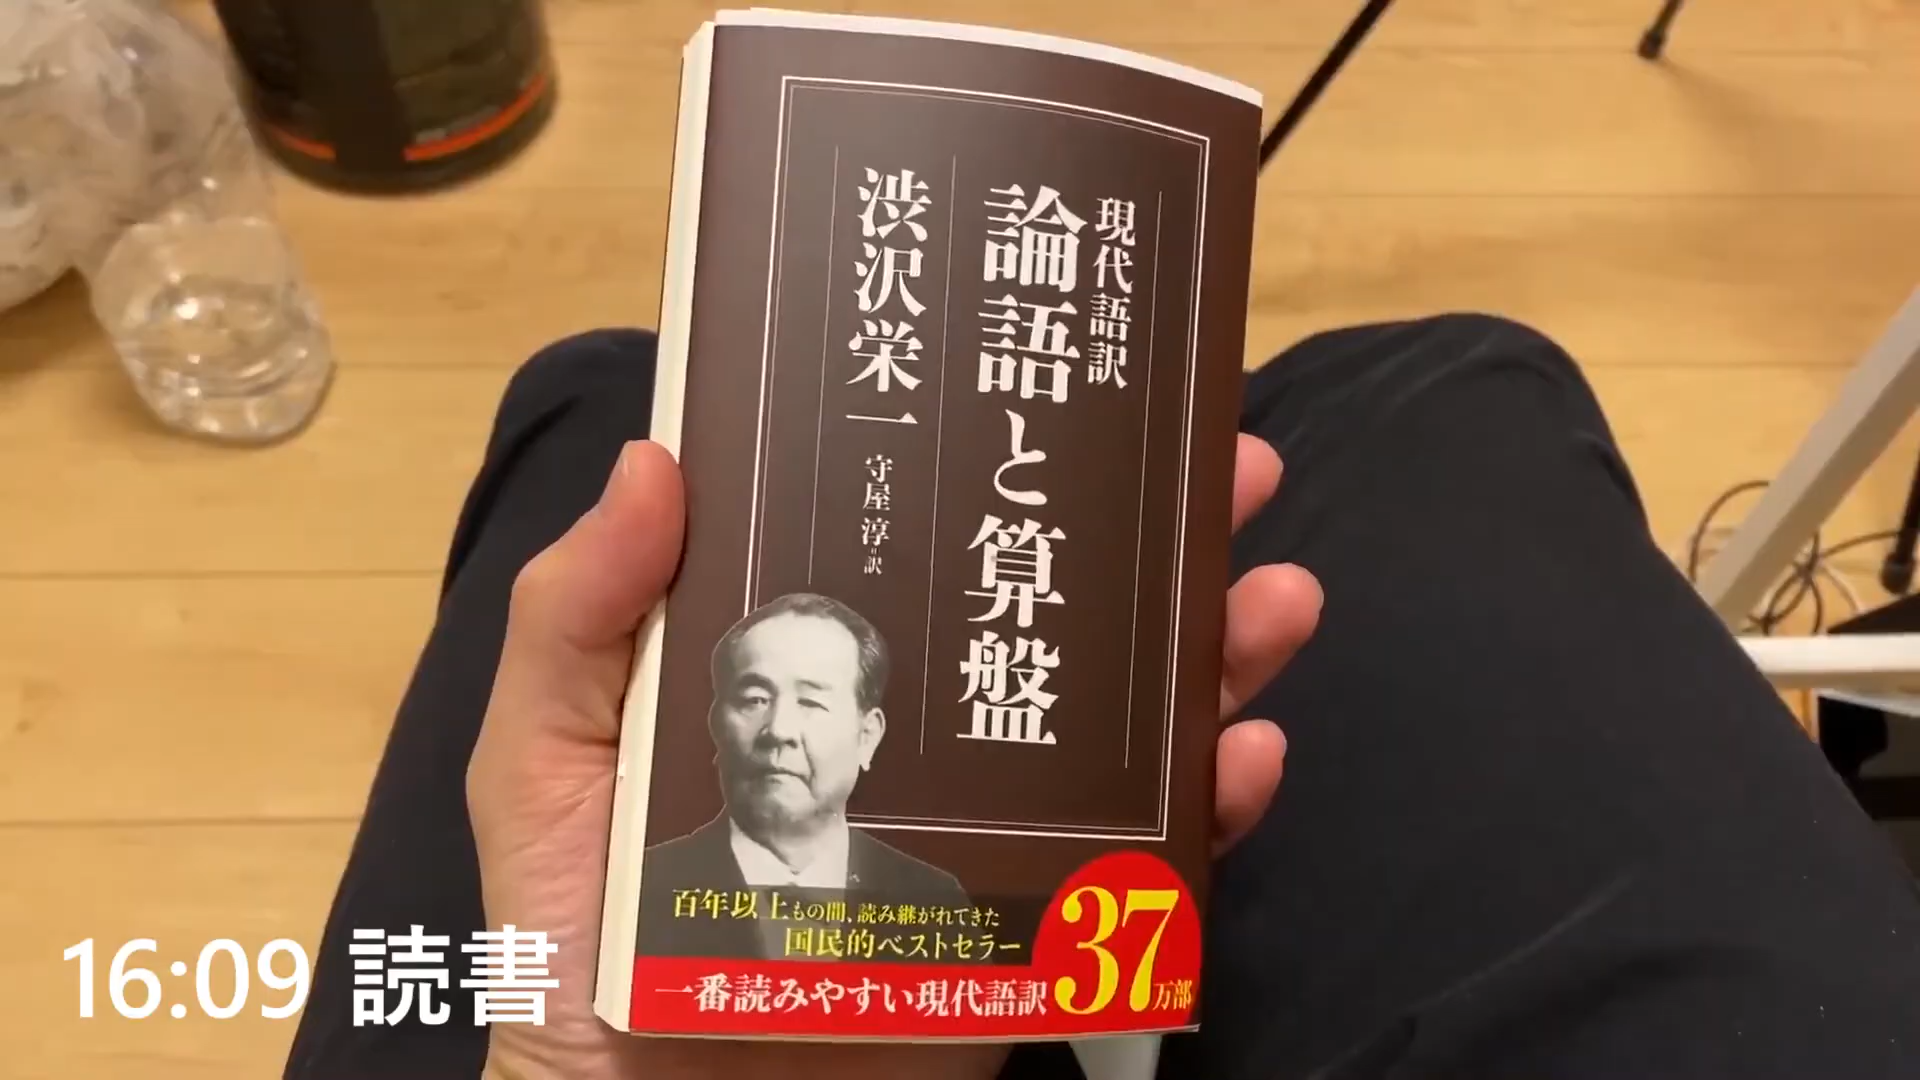 現代語訳
論語と算盤
渋沢栄一
守屋 淳=訳
百年以上もの間、読み継がれてきた
国民的ベストセラー
一番読みやすい現代語訳
37万部
16:09 読書